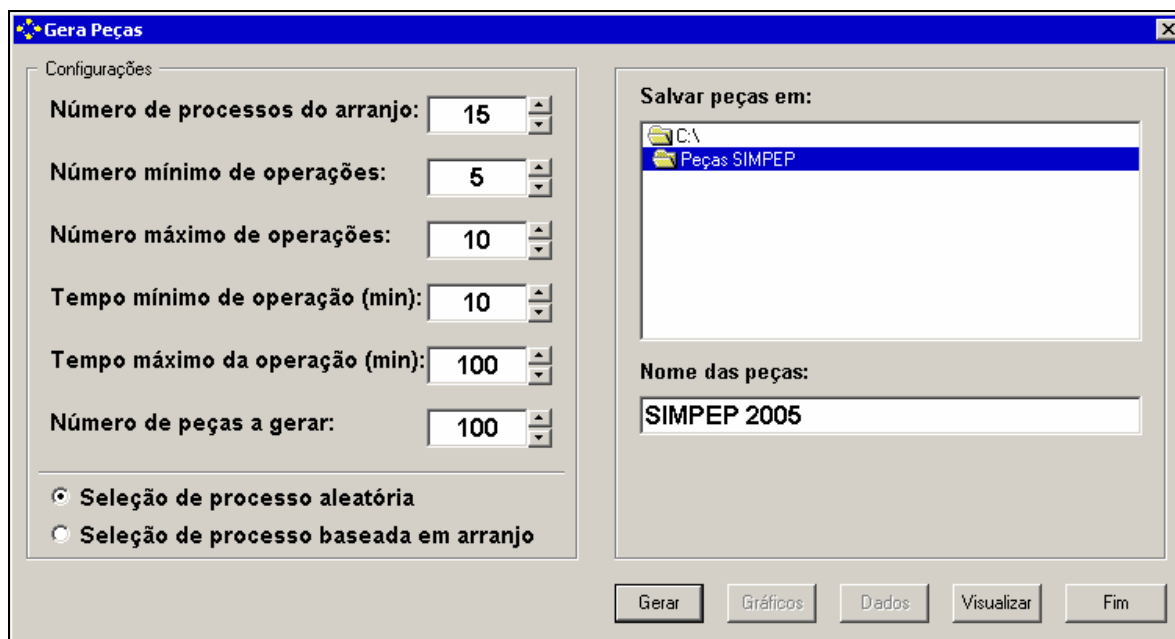 Gera Peças
Configurações
Número de processos do arranjo: 15
Número mínimo de operações: 5
Número máximo de operações: 10
Tempo mínimo de operação (min): 10
Tempo máximo da operação (min): 100
Número de peças a gerar: 100
Seleção de processo aleatória
Seleção de processo baseada em arranjo
Salvar peças em:
C:\
Peças SIMPEP
Nome das peças:
SIMPEP 2005
Gerar Gráficos Dados Visualizar Fim